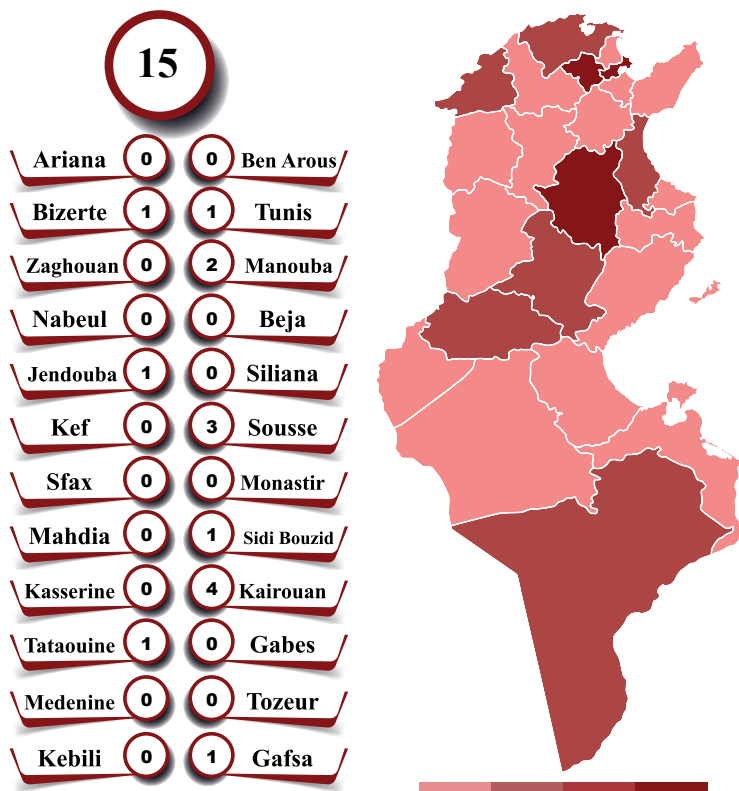 15
Ariana 0 0 Ben Arous
Bizerte 1 1 Tunis
Zaghouan 0 2 Manouba
Nabeul 0 0 Beja
Jendouba 1 0 Siliana
Kef 0 3 Sousse
Sfax 0 0 Monastir
Mahdia 0 1 Sidi Bouzid
Kasserine 0 4 Kairouan
Tataouine 1 0 Gabes
Medenine 0 0 Tozeur
Kebili 0 1 Gafsa